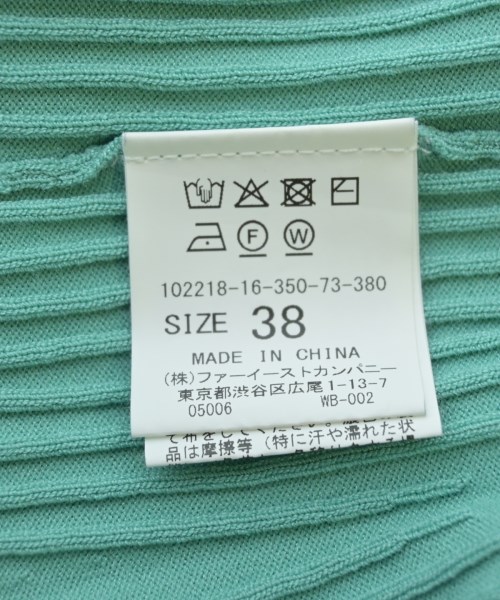 F W
102218-16-350-73-380
SIZE 38
MADE IN CHINA
(株)ファーイーストカンパニー
東京都渋谷区広尾1-13-7
05006 WB-002
品は摩擦等(特に汗や濡れた状